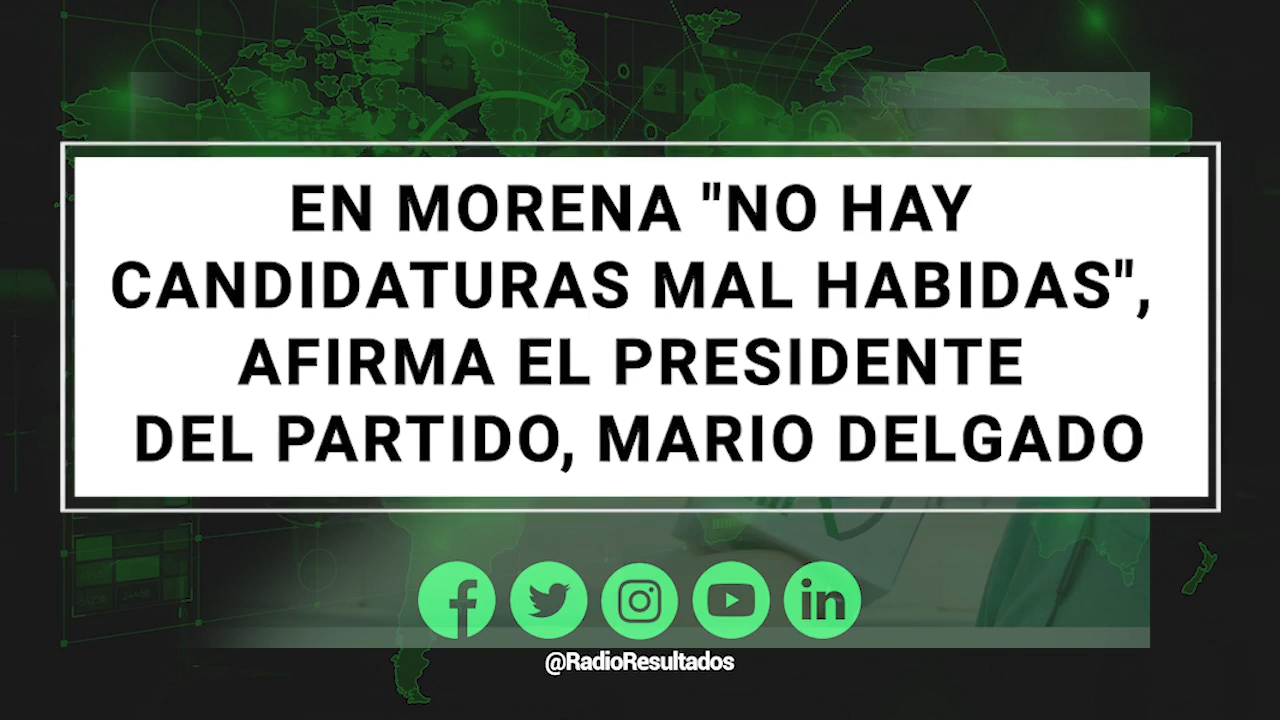 EN MORENA "NO HAY
CANDIDATURAS MAL HABIDAS",
AFIRMA EL PRESIDENTE
DEL PARTIDO, MARIO DELGADO
@RadioResultados